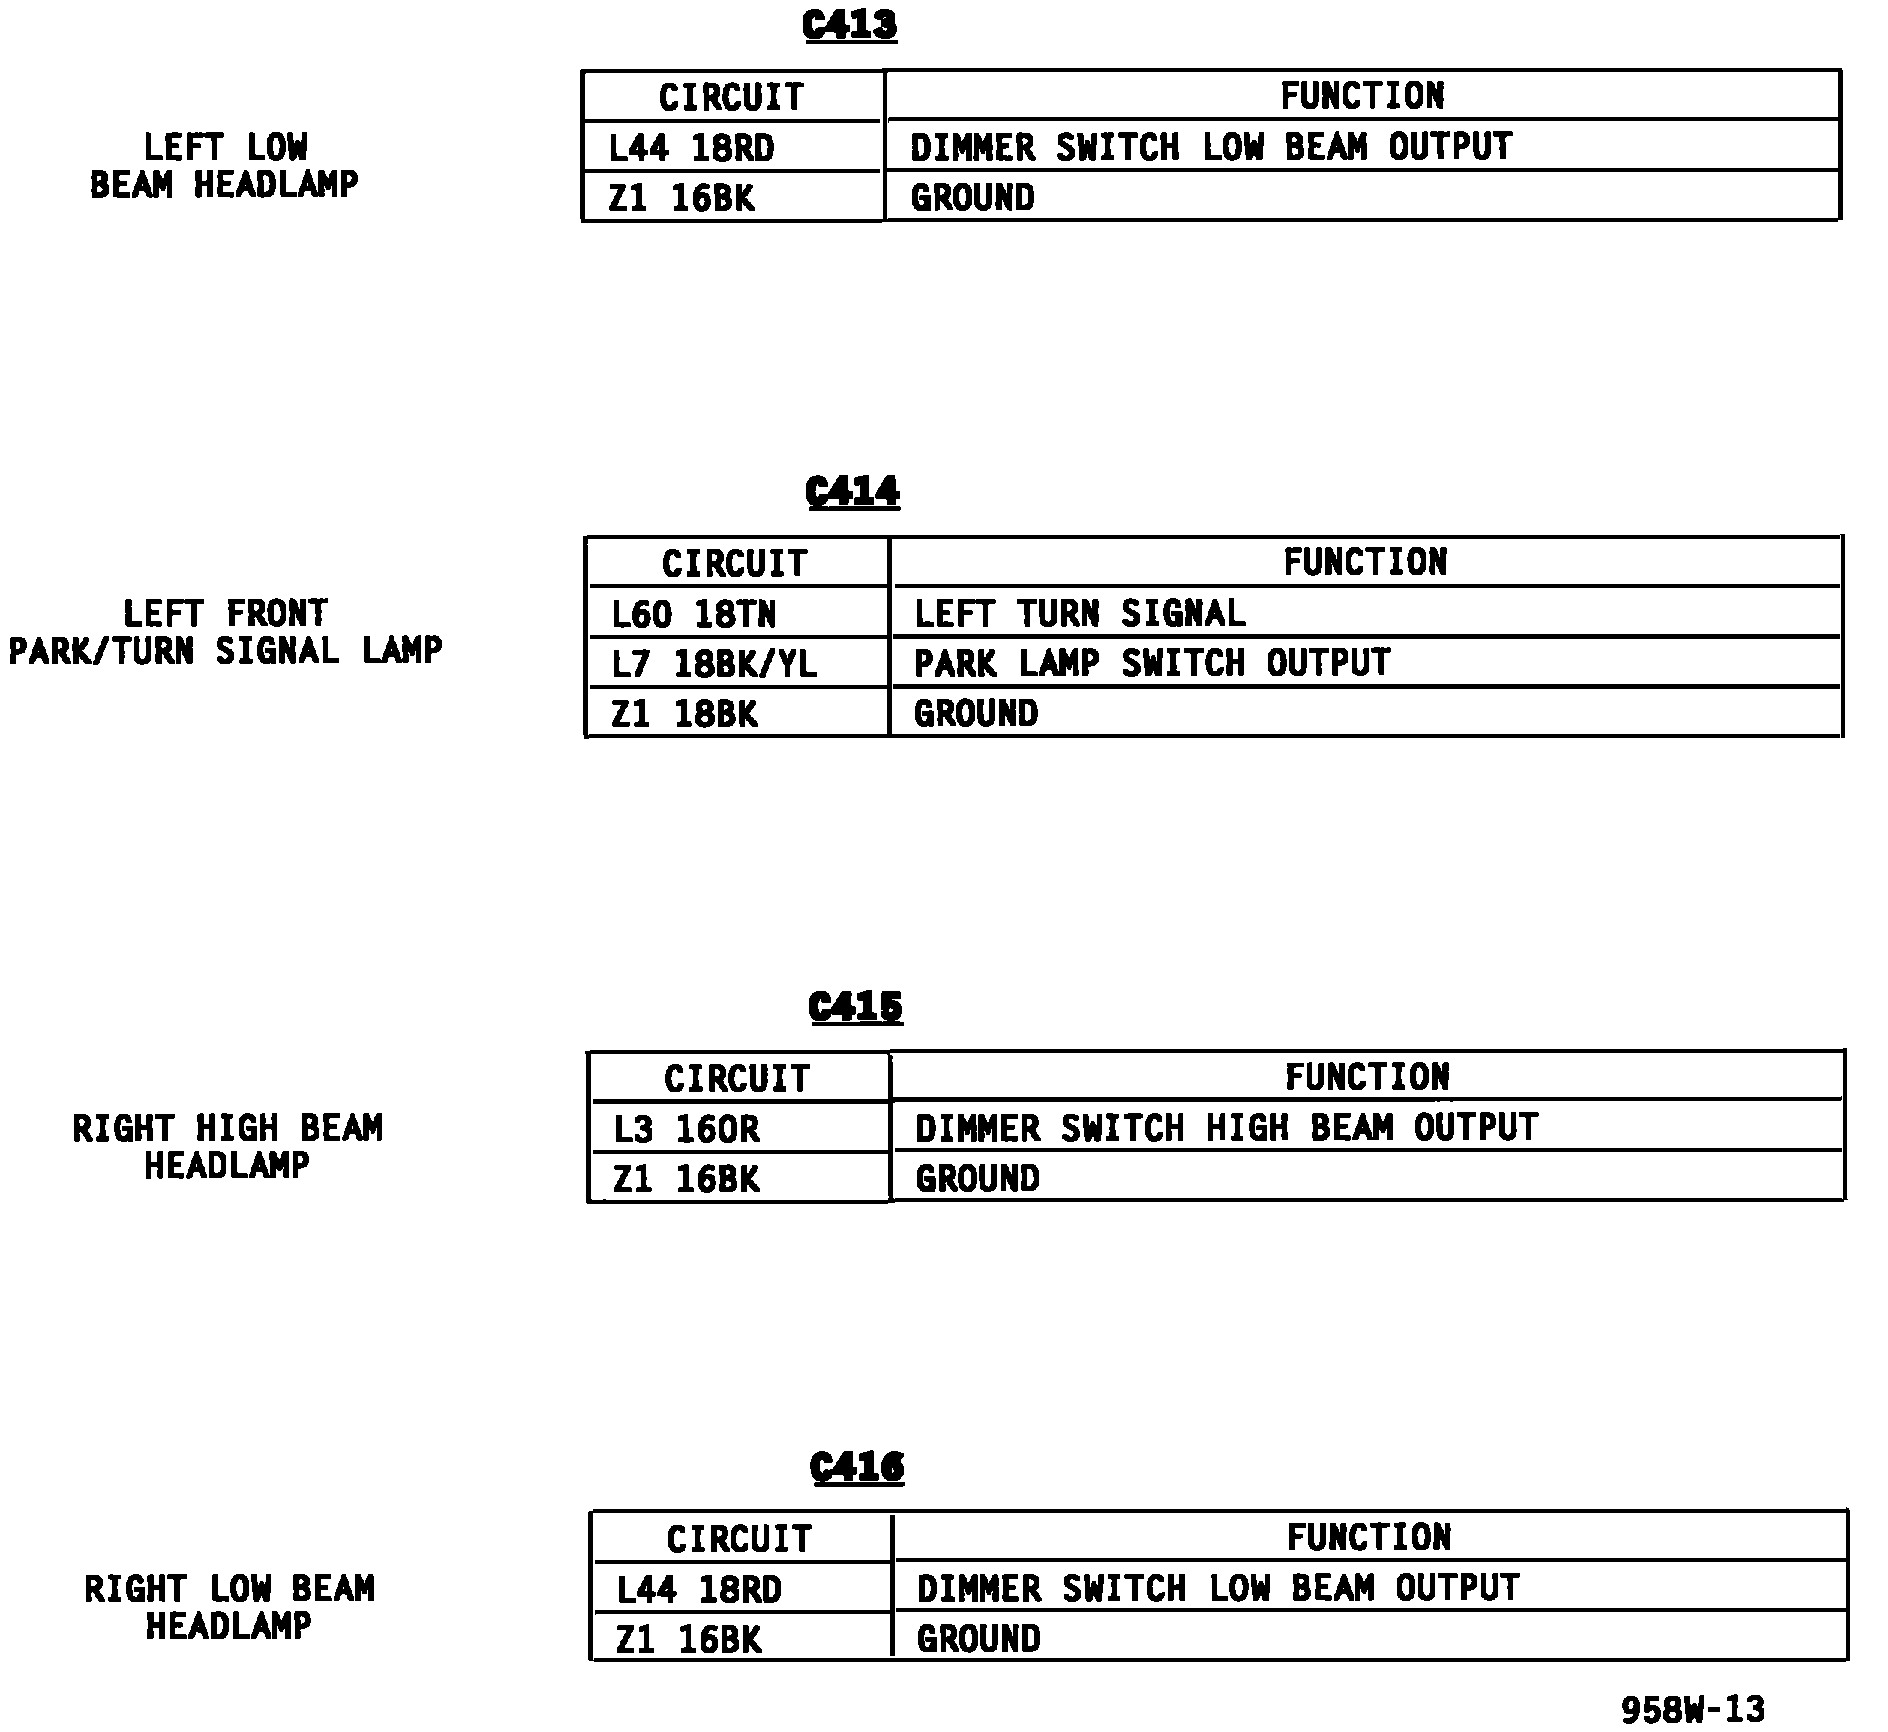 C413
CIRCUIT FUNCTION
LEFT LOW
BEAM HEADLAMP
L44 18RD DIMMER SWITCH LOW BEAM OUTPUT
Z1 16BK GROUND
C414
CIRCUIT FUNCTION
LEFT FRONT
PARK/TURN SIGNAL LAMP
L60 18TN LEFT TURN SIGNAL
L7 18BK/YL PARK LAMP SWITCH OUTPUT
Z1 18BK GROUND
C415
CIRCUIT FUNCTION
RIGHT HIGH BEAM
HEADLAMP
L3 16OR DIMMER SWITCH HIGH BEAM OUTPUT
Z1 16BK GROUND
C416
CIRCUIT FUNCTION
RIGHT LOW BEAM
HEADLAMP
L44 18RD DIMMER SWITCH LOW BEAM OUTPUT
Z1 16BK GROUND
958W-13